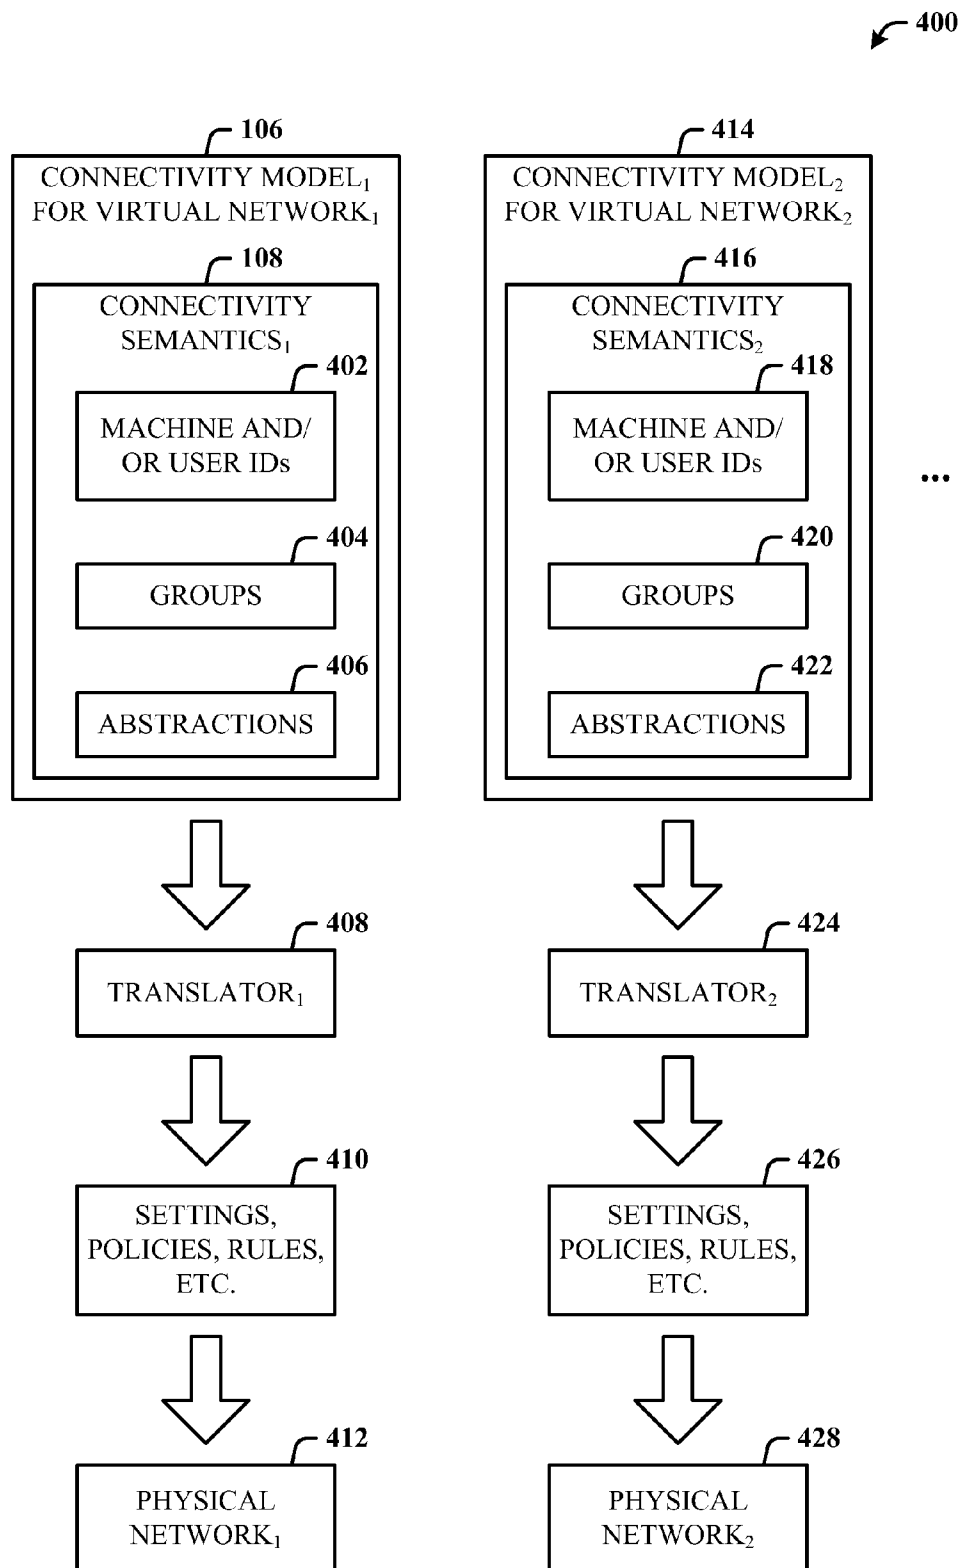 400
106
CONNECTIVITY MODEL₁
FOR VIRTUAL NETWORK₁
108
CONNECTIVITY
SEMANTICS₁
402
MACHINE AND/
OR USER IDs
404
GROUPS
406
ABSTRACTIONS
408
TRANSLATOR₁
410
SETTINGS,
POLICIES, RULES,
ETC.
412
PHYSICAL
NETWORK₁
414
CONNECTIVITY MODEL₂
FOR VIRTUAL NETWORK₂
416
CONNECTIVITY
SEMANTICS₂
418
MACHINE AND/
OR USER IDs
420
GROUPS
422
ABSTRACTIONS
424
TRANSLATOR₂
426
SETTINGS,
POLICIES, RULES,
ETC.
428
PHYSICAL
NETWORK₂
...